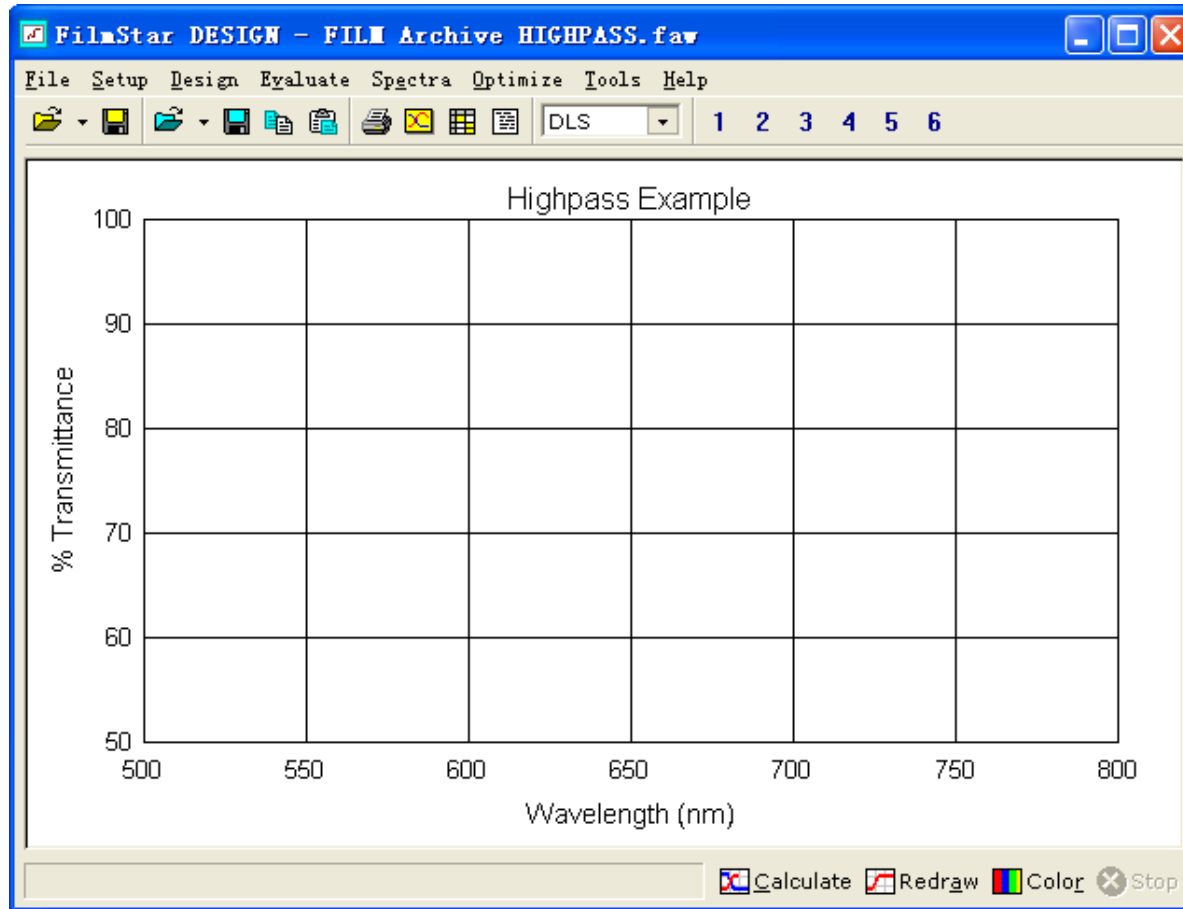 FilmStar DESIGN - FILM Archive HIGHPASS.faw
File Setup Design Evaluate Spectra Optimize Tools Help
DLS 1 2 3 4 5 6
Highpass Example
100
90
80
70
60
50
% Transmittance
500 550 600 650 700 750 800
Wavelength (nm)
Calculate Redraw Color Stop